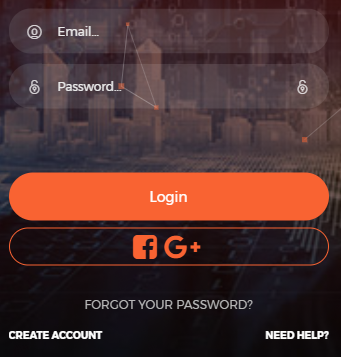 Email...
Password...
Login
G+
FORGOT YOUR PASSWORD?
CREATE ACCOUNT NEED HELP?